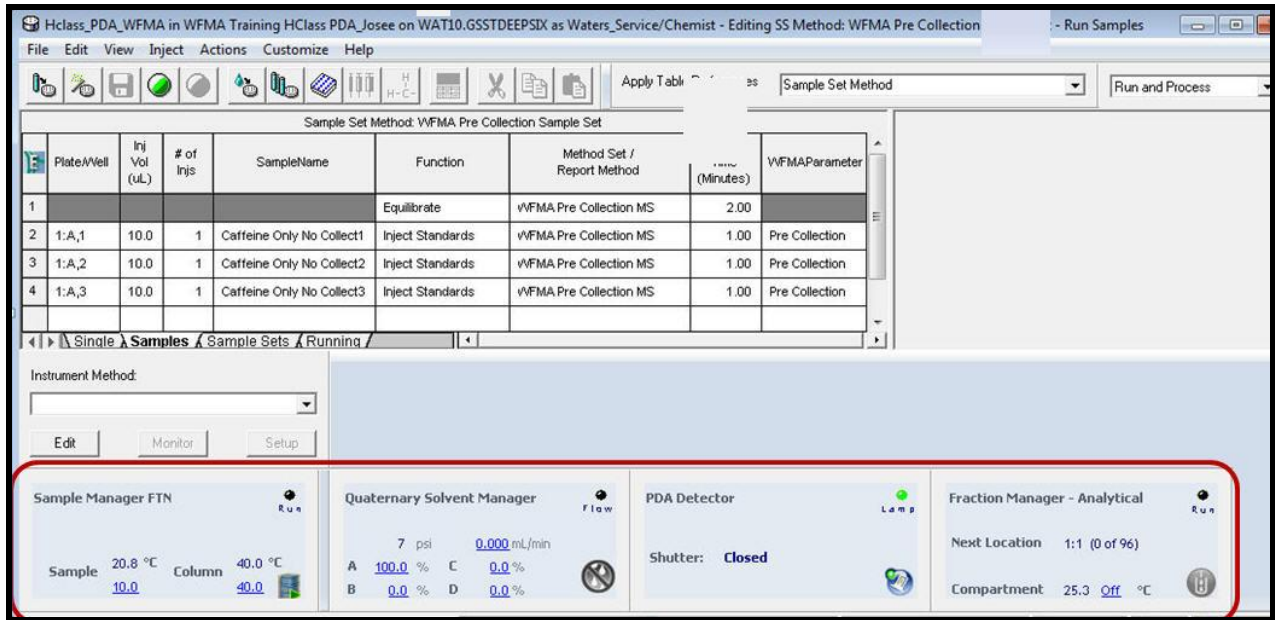 Hclass_PDA_WFMA in WFMA Training HClass PDA_Josee on WAT10.GSSTDEEPSIX as Waters_Service/Chemist - Editing SS Method: WFMA Pre Collection - Run Samples
File Edit View Inject Actions Customize Help
Apply Sample Set Method Run and Process
Sample Set Method: WFMA Pre Collection Sample Set
Plate/Well Inj Vol (uL) # of Injs SampleName Function Method Set / Report Method (Minutes) WFMAParameter
1 Equilibrate WFMA Pre Collection MS 2.00
2 1:A,1 10.0 1 Caffeine Only No Collect1 Inject Standards WFMA Pre Collection MS 1.00 Pre Collection
3 1:A,2 10.0 1 Caffeine Only No Collect2 Inject Standards WFMA Pre Collection MS 1.00 Pre Collection
4 1:A,3 10.0 1 Caffeine Only No Collect3 Inject Standards WFMA Pre Collection MS 1.00 Pre Collection
Single Samples Sample Sets Running
Instrument Method:
Edit Monitor Setup
Sample Manager FTN Run
Sample 20.8 °C Column 40.0 °C
10.0 40.0
Quaternary Solvent Manager Flow
7 psi 0.000 mL/min
A 100.0 % C 0.0 %
B 0.0 % D 0.0 %
PDA Detector Lamp
Shutter: Closed
Fraction Manager - Analytical Run
Next Location 1:1 (0 of 96)
Compartment 25.3 Off °C